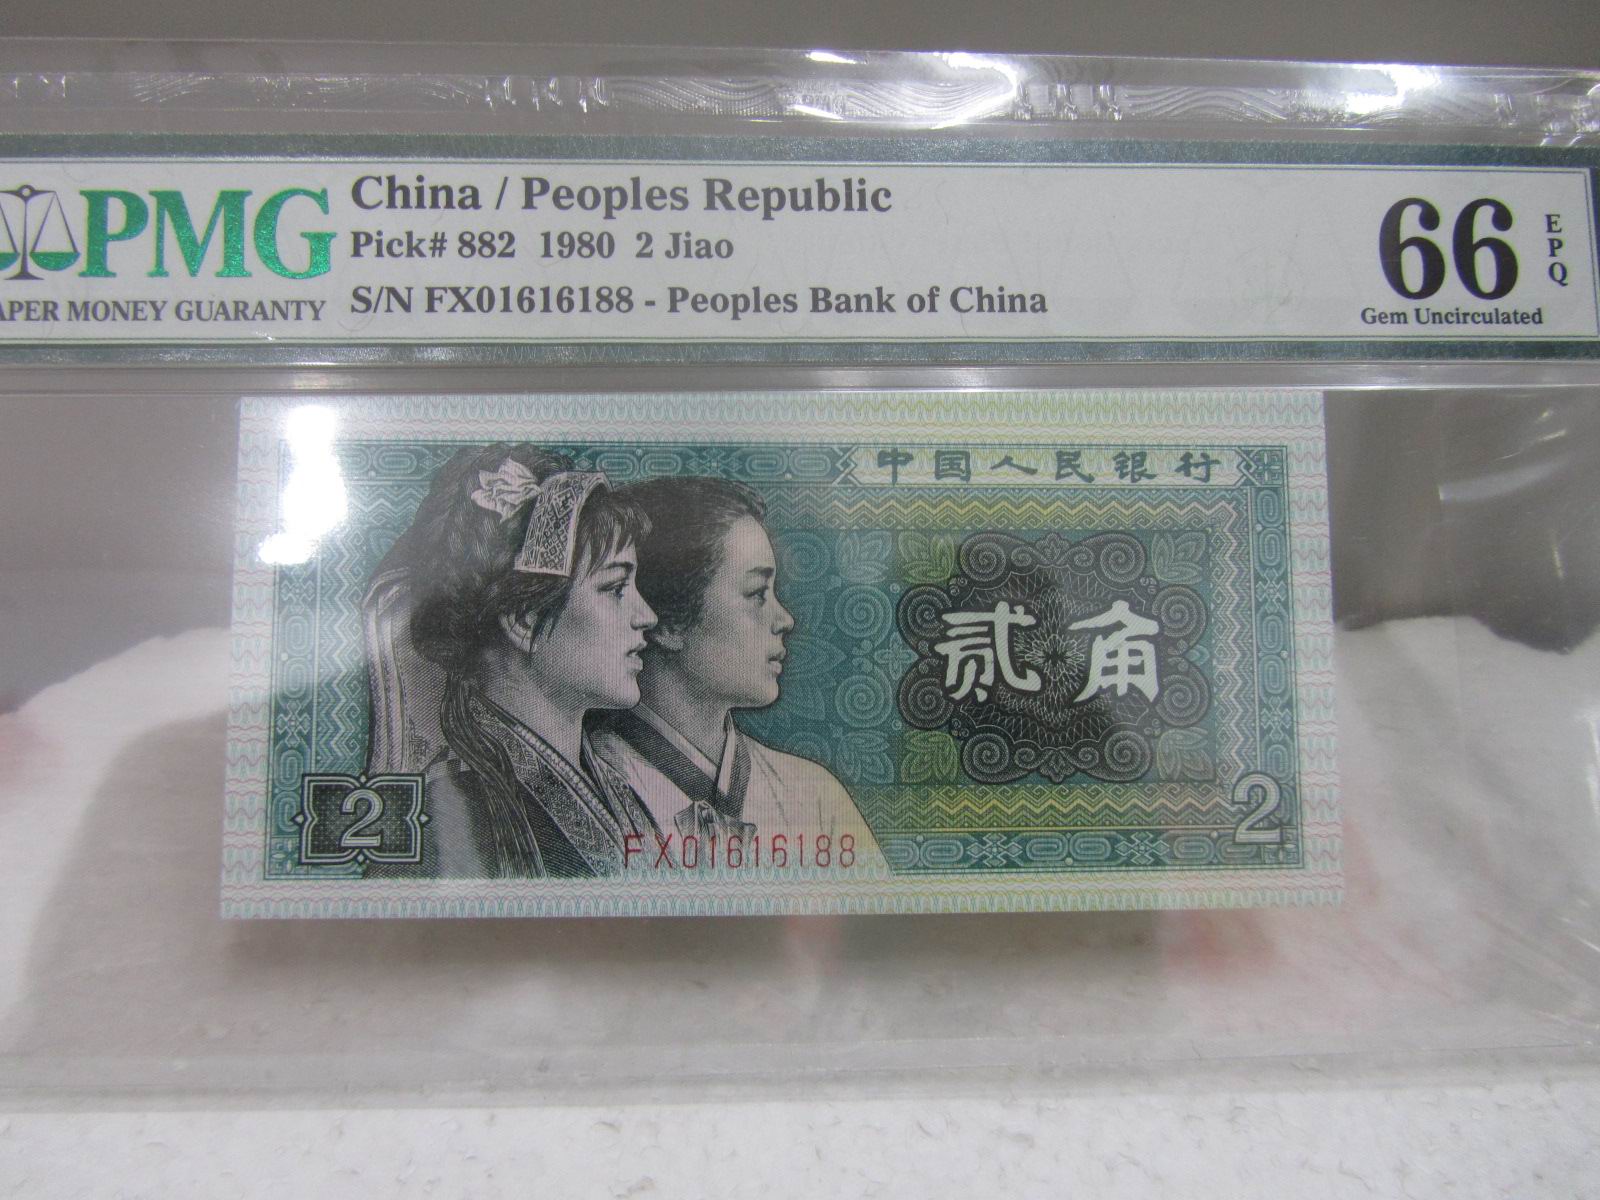 PMG
APER MONEY GUARANTY
China / Peoples Republic
Pick# 882 1980 2 Jiao
S/N FX01616188 - Peoples Bank of China
66
EPQ
Gem Uncirculated
中国人民银行
贰角
2
2
FX01616188